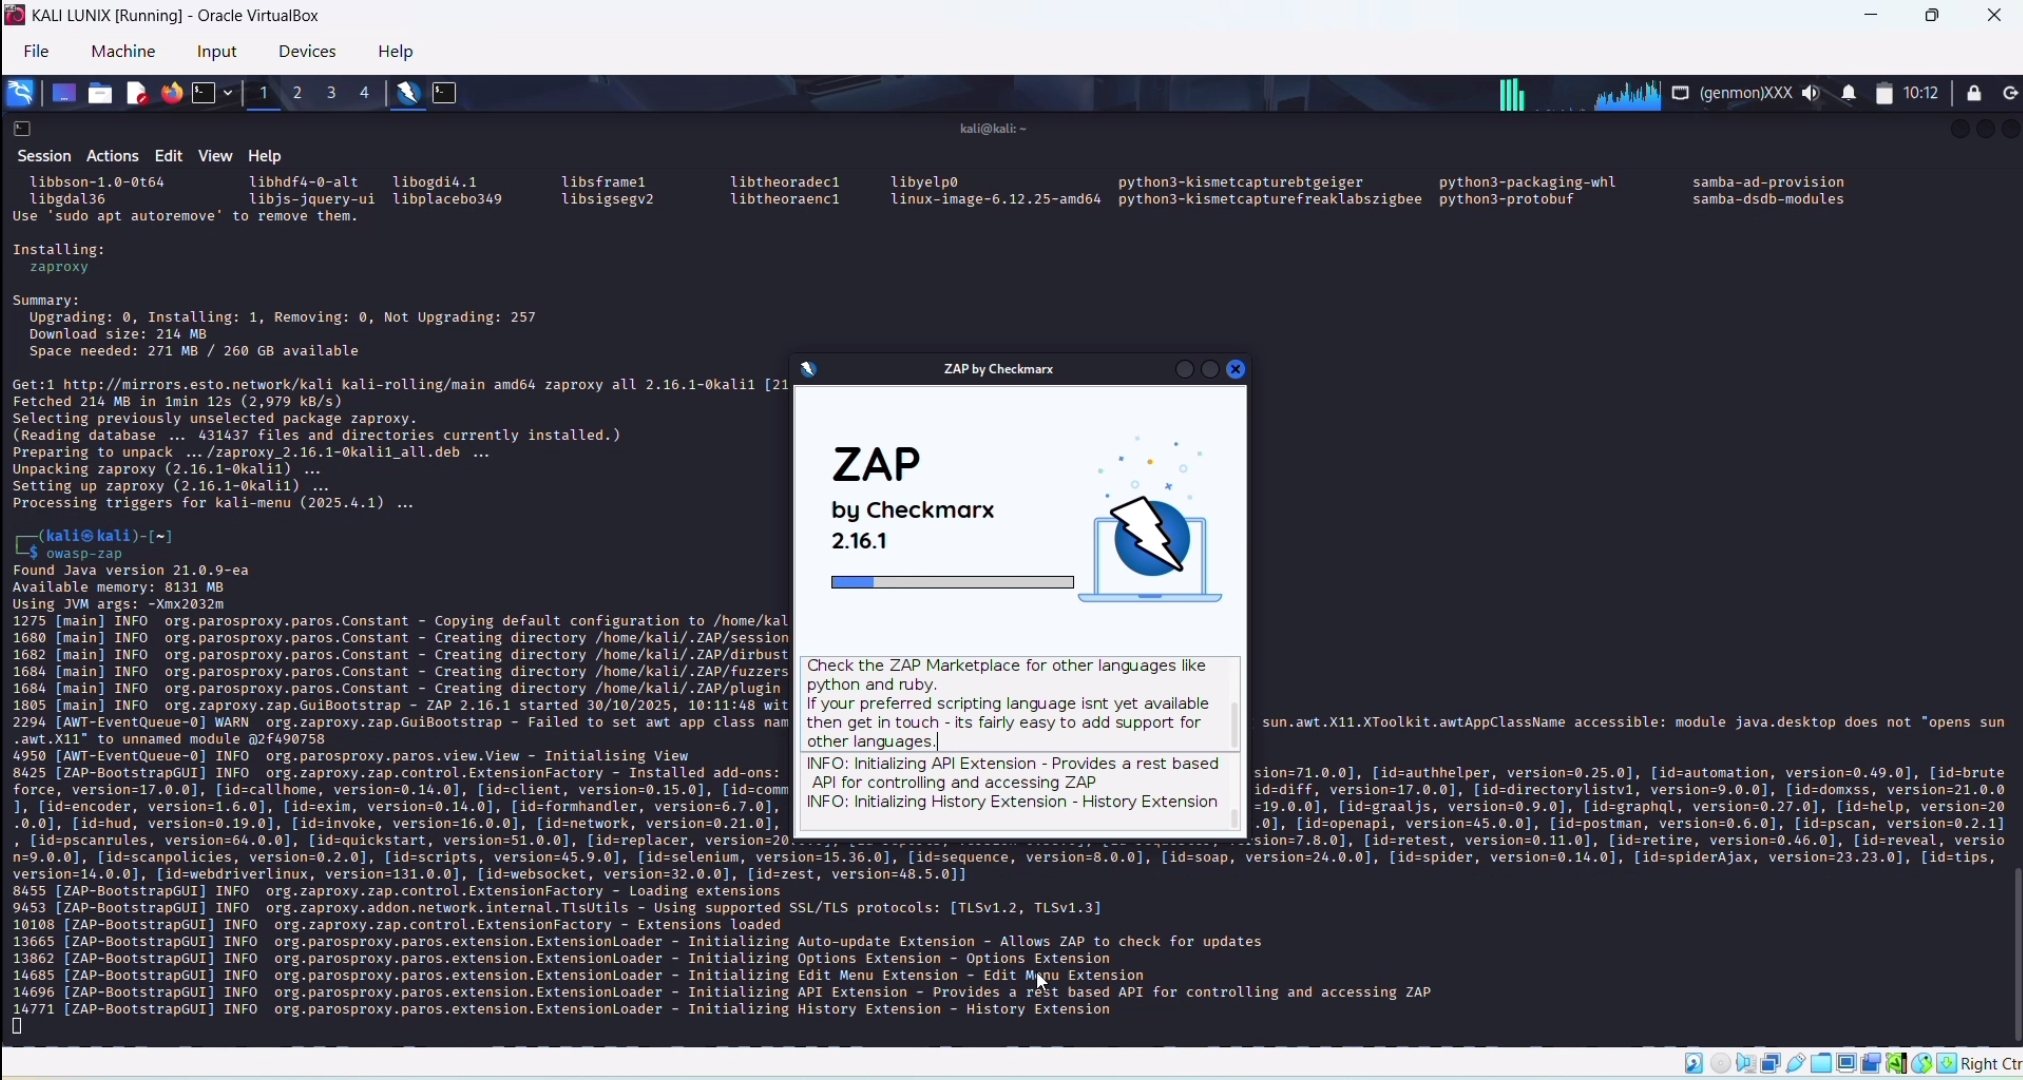 KALI LUNIX [Running] - Oracle VirtualBox
File Machine Input Devices Help
1 2 3 4 (genmon)XXX 10:12
kali@kali: ~
Session Actions Edit View Help
libbson-1.0-0t64 libhdf4-0-alt libogdi4.1 libsframe1 libtheoradec1 libyelp0 python3-kismetcapturebtgeiger python3-packaging-whl samba-ad-provision
libgdal36 libjs-jquery-ui libplacebo349 libsigsegv2 libtheoraenc1 linux-image-6.12.25-amd64 python3-kismetcapturefreaklabszigbee python3-protobuf samba-dsdb-modules
Use 'sudo apt autoremove' to remove them.
Installing:
zaproxy
Summary:
Upgrading: 0, Installing: 1, Removing: 0, Not Upgrading: 257
Download size: 214 MB
Space needed: 271 MB / 260 GB available
Get:1 http://mirrors.esto.network/kali kali-rolling/main amd64 zaproxy all 2.16.1-0kali1 [21
Fetched 214 MB in 1min 12s (2,979 kB/s)
Selecting previously unselected package zaproxy.
(Reading database ... 431437 files and directories currently installed.)
Preparing to unpack .../zaproxy_2.16.1-0kali1_all.deb ...
Unpacking zaproxy (2.16.1-0kali1) ...
Setting up zaproxy (2.16.1-0kali1) ...
Processing triggers for kali-menu (2025.4.1) ...
┌──(kali㉿kali)-[~]
└─$ owasp-zap
Found Java version 21.0.9-ea
Available memory: 8131 MB
Using JVM args: -Xmx2032m
1275 [main] INFO org.parosproxy.paros.Constant - Copying default configuration to /home/kal
1680 [main] INFO org.parosproxy.paros.Constant - Creating directory /home/kali/.ZAP/session
1682 [main] INFO org.parosproxy.paros.Constant - Creating directory /home/kali/.ZAP/dirbust
1684 [main] INFO org.parosproxy.paros.Constant - Creating directory /home/kali/.ZAP/fuzzers
1684 [main] INFO org.parosproxy.paros.Constant - Creating directory /home/kali/.ZAP/plugin
1805 [main] INFO org.zaproxy.zap.GuiBootstrap - ZAP 2.16.1 started 30/10/2025, 10:11:48 wit
2294 [AWT-EventQueue-0] WARN org.zaproxy.zap.GuiBootstrap - Failed to set awt app class nam sun.awt.X11.XToolkit.awtAppClassName accessible: module java.desktop does not "opens sun
.awt.X11" to unnamed module @2f490758
4950 [AWT-EventQueue-0] INFO org.parosproxy.paros.view.View - Initialising View
8425 [ZAP-BootstrapGUI] INFO org.zaproxy.zap.control.ExtensionFactory - Installed add-ons: sion=71.0.0], [id=authhelper, version=0.25.0], [id=automation, version=0.49.0], [id=brute
force, version=17.0.0], [id=callhome, version=0.14.0], [id=client, version=0.15.0], [id=comm id=diff, version=17.0.0], [id=directorylistv1, version=9.0.0], [id=domxss, version=21.0.0
], [id=encoder, version=1.6.0], [id=exim, version=0.14.0], [id=formhandler, version=6.7.0], =19.0.0], [id=graaljs, version=0.9.0], [id=graphql, version=0.27.0], [id=help, version=20
.0.0], [id=hud, version=0.19.0], [id=invoke, version=16.0.0], [id=network, version=0.21.0], .0], [id=openapi, version=45.0.0], [id=postman, version=0.6.0], [id=pscan, version=0.2.1]
, [id=pscanrules, version=64.0.0], [id=quickstart, version=51.0.0], [id=replacer, version=20 sion=7.8.0], [id=retest, version=0.11.0], [id=retire, version=0.46.0], [id=reveal, versio
n=9.0.0], [id=scanpolicies, version=0.2.0], [id=scripts, version=45.9.0], [id=selenium, version=15.36.0], [id=sequence, version=8.0.0], [id=soap, version=24.0.0], [id=spider, version=0.14.0], [id=spiderAjax, version=23.23.0], [id=tips,
version=14.0.0], [id=webdriverlinux, version=131.0.0], [id=websocket, version=32.0.0], [id=zest, version=48.5.0]]
8455 [ZAP-BootstrapGUI] INFO org.zaproxy.zap.control.ExtensionFactory - Loading extensions
9453 [ZAP-BootstrapGUI] INFO org.zaproxy.addon.network.internal.TlsUtils - Using supported SSL/TLS protocols: [TLSv1.2, TLSv1.3]
10108 [ZAP-BootstrapGUI] INFO org.zaproxy.zap.control.ExtensionFactory - Extensions loaded
13665 [ZAP-BootstrapGUI] INFO org.parosproxy.paros.extension.ExtensionLoader - Initializing Auto-update Extension - Allows ZAP to check for updates
13862 [ZAP-BootstrapGUI] INFO org.parosproxy.paros.extension.ExtensionLoader - Initializing Options Extension - Options Extension
14685 [ZAP-BootstrapGUI] INFO org.parosproxy.paros.extension.ExtensionLoader - Initializing Edit Menu Extension - Edit Menu Extension
14696 [ZAP-BootstrapGUI] INFO org.parosproxy.paros.extension.ExtensionLoader - Initializing API Extension - Provides a rest based API for controlling and accessing ZAP
14771 [ZAP-BootstrapGUI] INFO org.parosproxy.paros.extension.ExtensionLoader - Initializing History Extension - History Extension
ZAP by Checkmarx
ZAP
by Checkmarx
2.16.1
Check the ZAP Marketplace for other languages like
python and ruby.
If your preferred scripting language isnt yet available
then get in touch - its fairly easy to add support for
other languages.
INFO: Initializing API Extension - Provides a rest based
API for controlling and accessing ZAP
INFO: Initializing History Extension - History Extension
Right Ctr